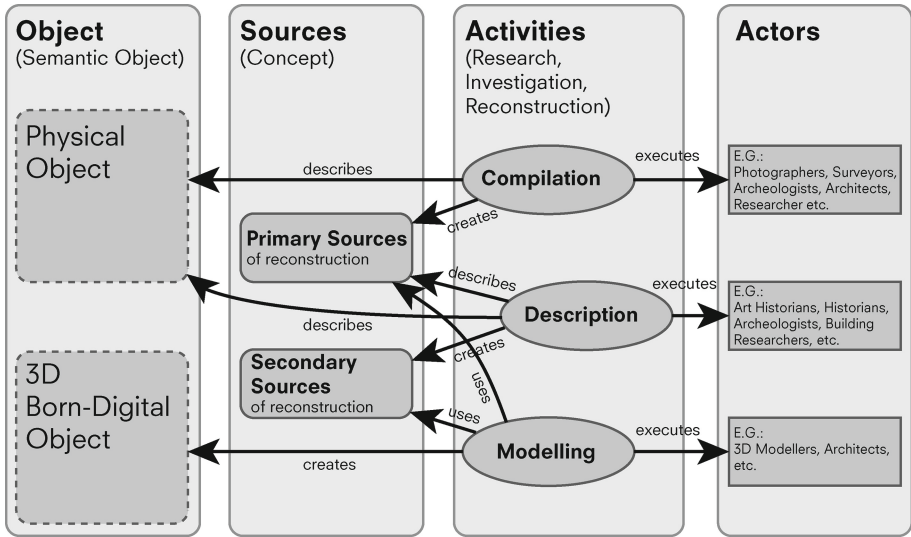 Object
(Semantic Object)
Physical
Object
3D
Born-Digital
Object
Sources
(Concept)
Primary Sources
of reconstruction
Secondary
Sources
of reconstruction
Activities
(Research,
Investigation,
Reconstruction)
Compilation
Description
Modelling
describes
creates
describes
describes
creates
uses
uses
creates
executes
executes
executes
Actors
E.G.:
Photographers, Surveyors,
Archeologists, Architects,
Researcher etc.
E.G.:
Art Historians, Historians,
Archeologists, Building
Researchers, etc.
E.G.:
3D Modellers, Architects,
etc.